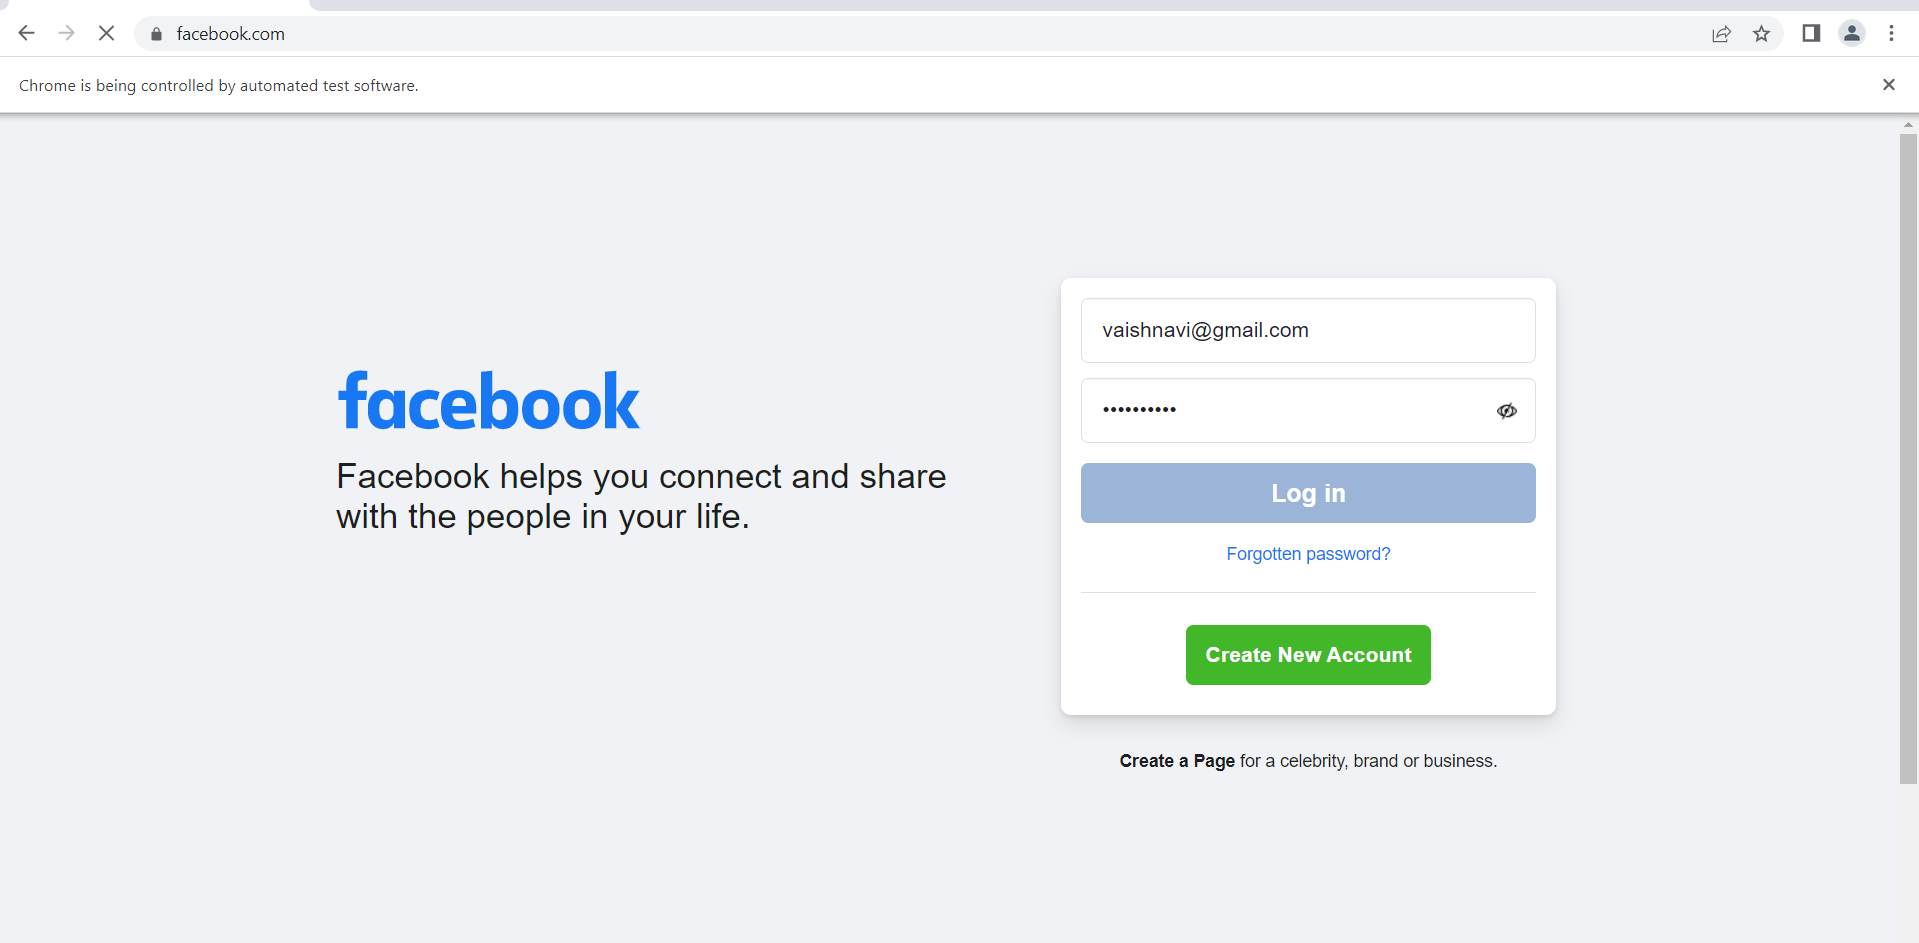 facebook.com
Chrome is being controlled by automated test software.
facebook
Facebook helps you connect and share
with the people in your life.
vaishnavi@gmail.com
••••••••••
Log in
Forgotten password?
Create New Account
Create a Page for a celebrity, brand or business.